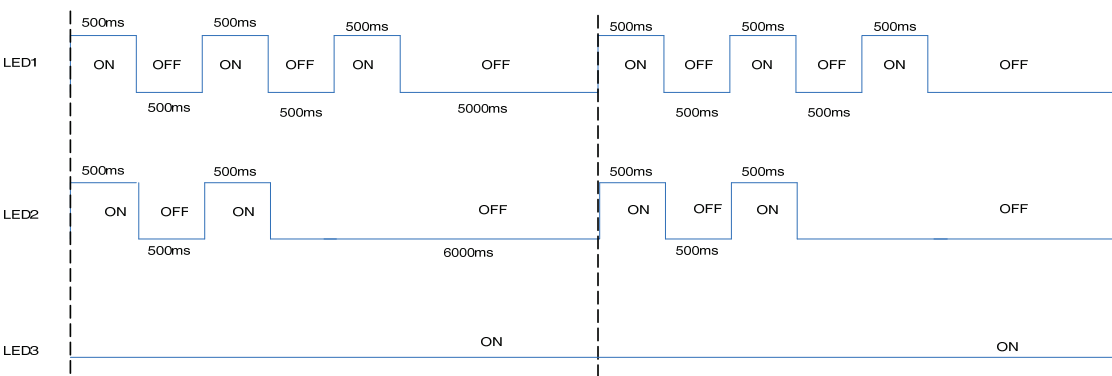 500ms 500ms 500ms 500ms 500ms 500ms
LED1 ON OFF ON OFF ON OFF ON OFF ON OFF ON OFF
500ms 500ms 5000ms 500ms 500ms
500ms 500ms 500ms 500ms
LED2 ON OFF ON OFF ON OFF ON OFF
500ms 6000ms 500ms
LED3 ON ON